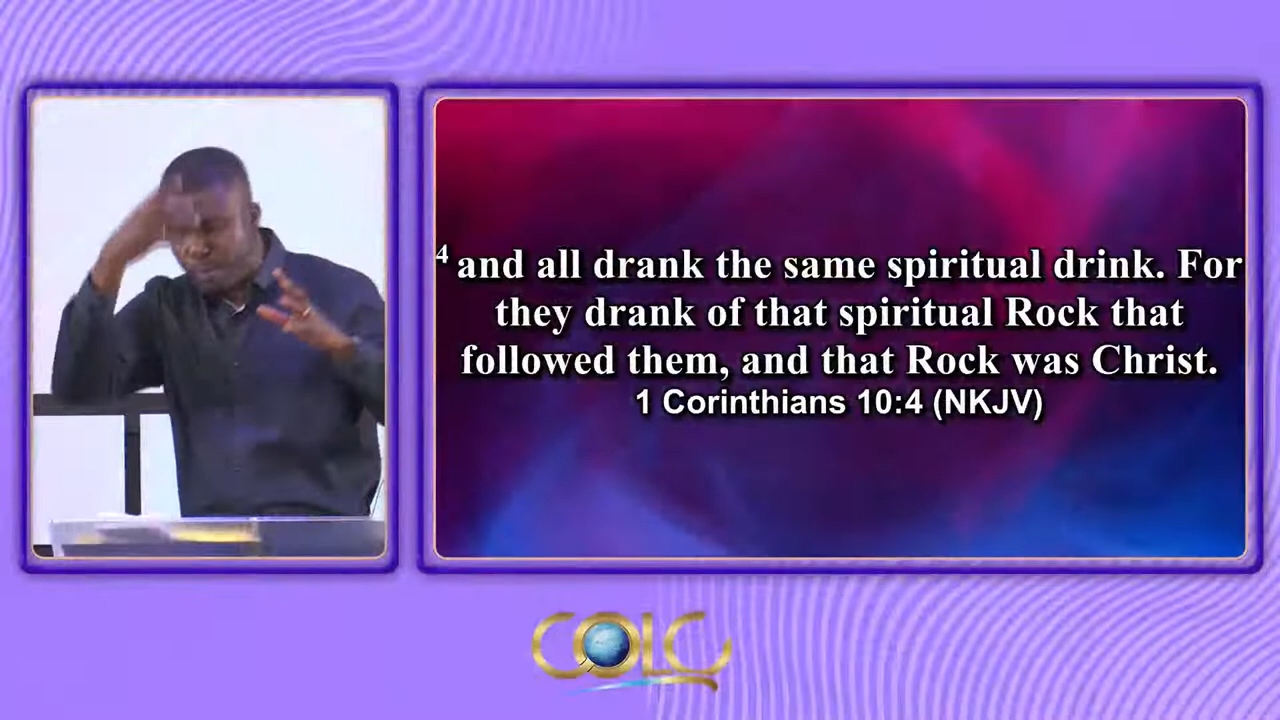 ⁴ and all drank the same spiritual drink. For
they drank of that spiritual Rock that
followed them, and that Rock was Christ.
1 Corinthians 10:4 (NKJV)
COLC